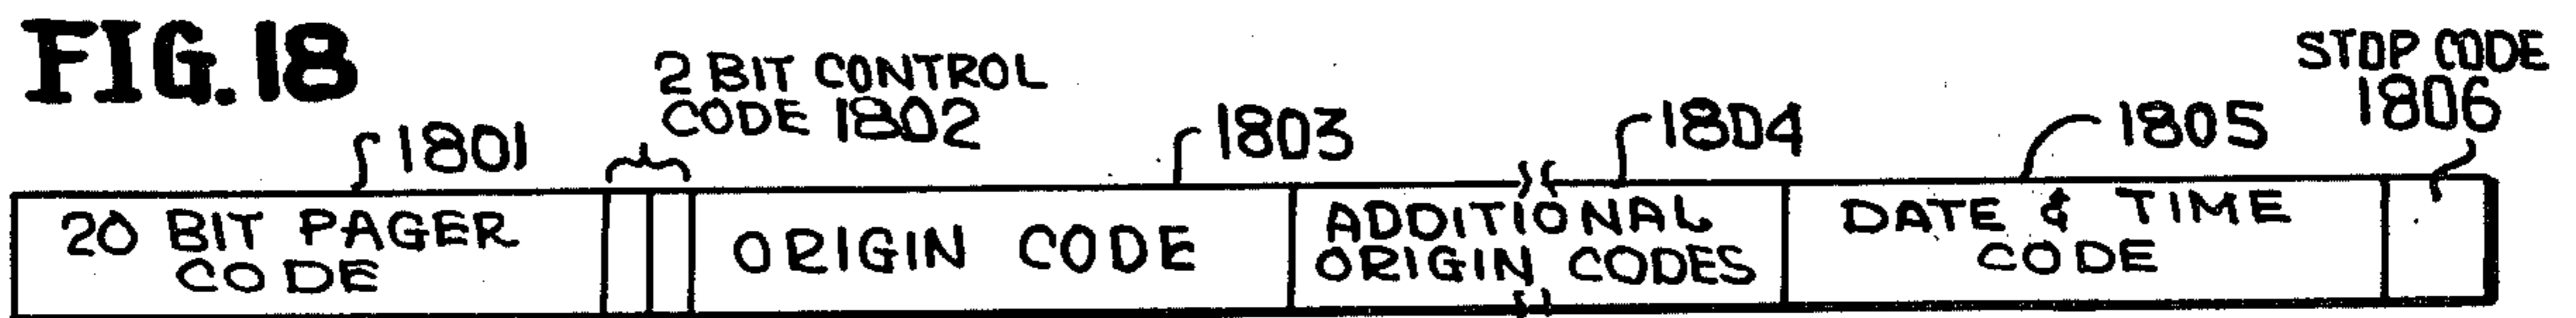 FIG. 18
2 BIT CONTROL
CODE 1802
STOP CODE
1806
1801
1803
1804
1805
20 BIT PAGER
CODE
ORIGIN CODE
ADDITIONAL
ORIGIN CODES
DATE & TIME
CODE